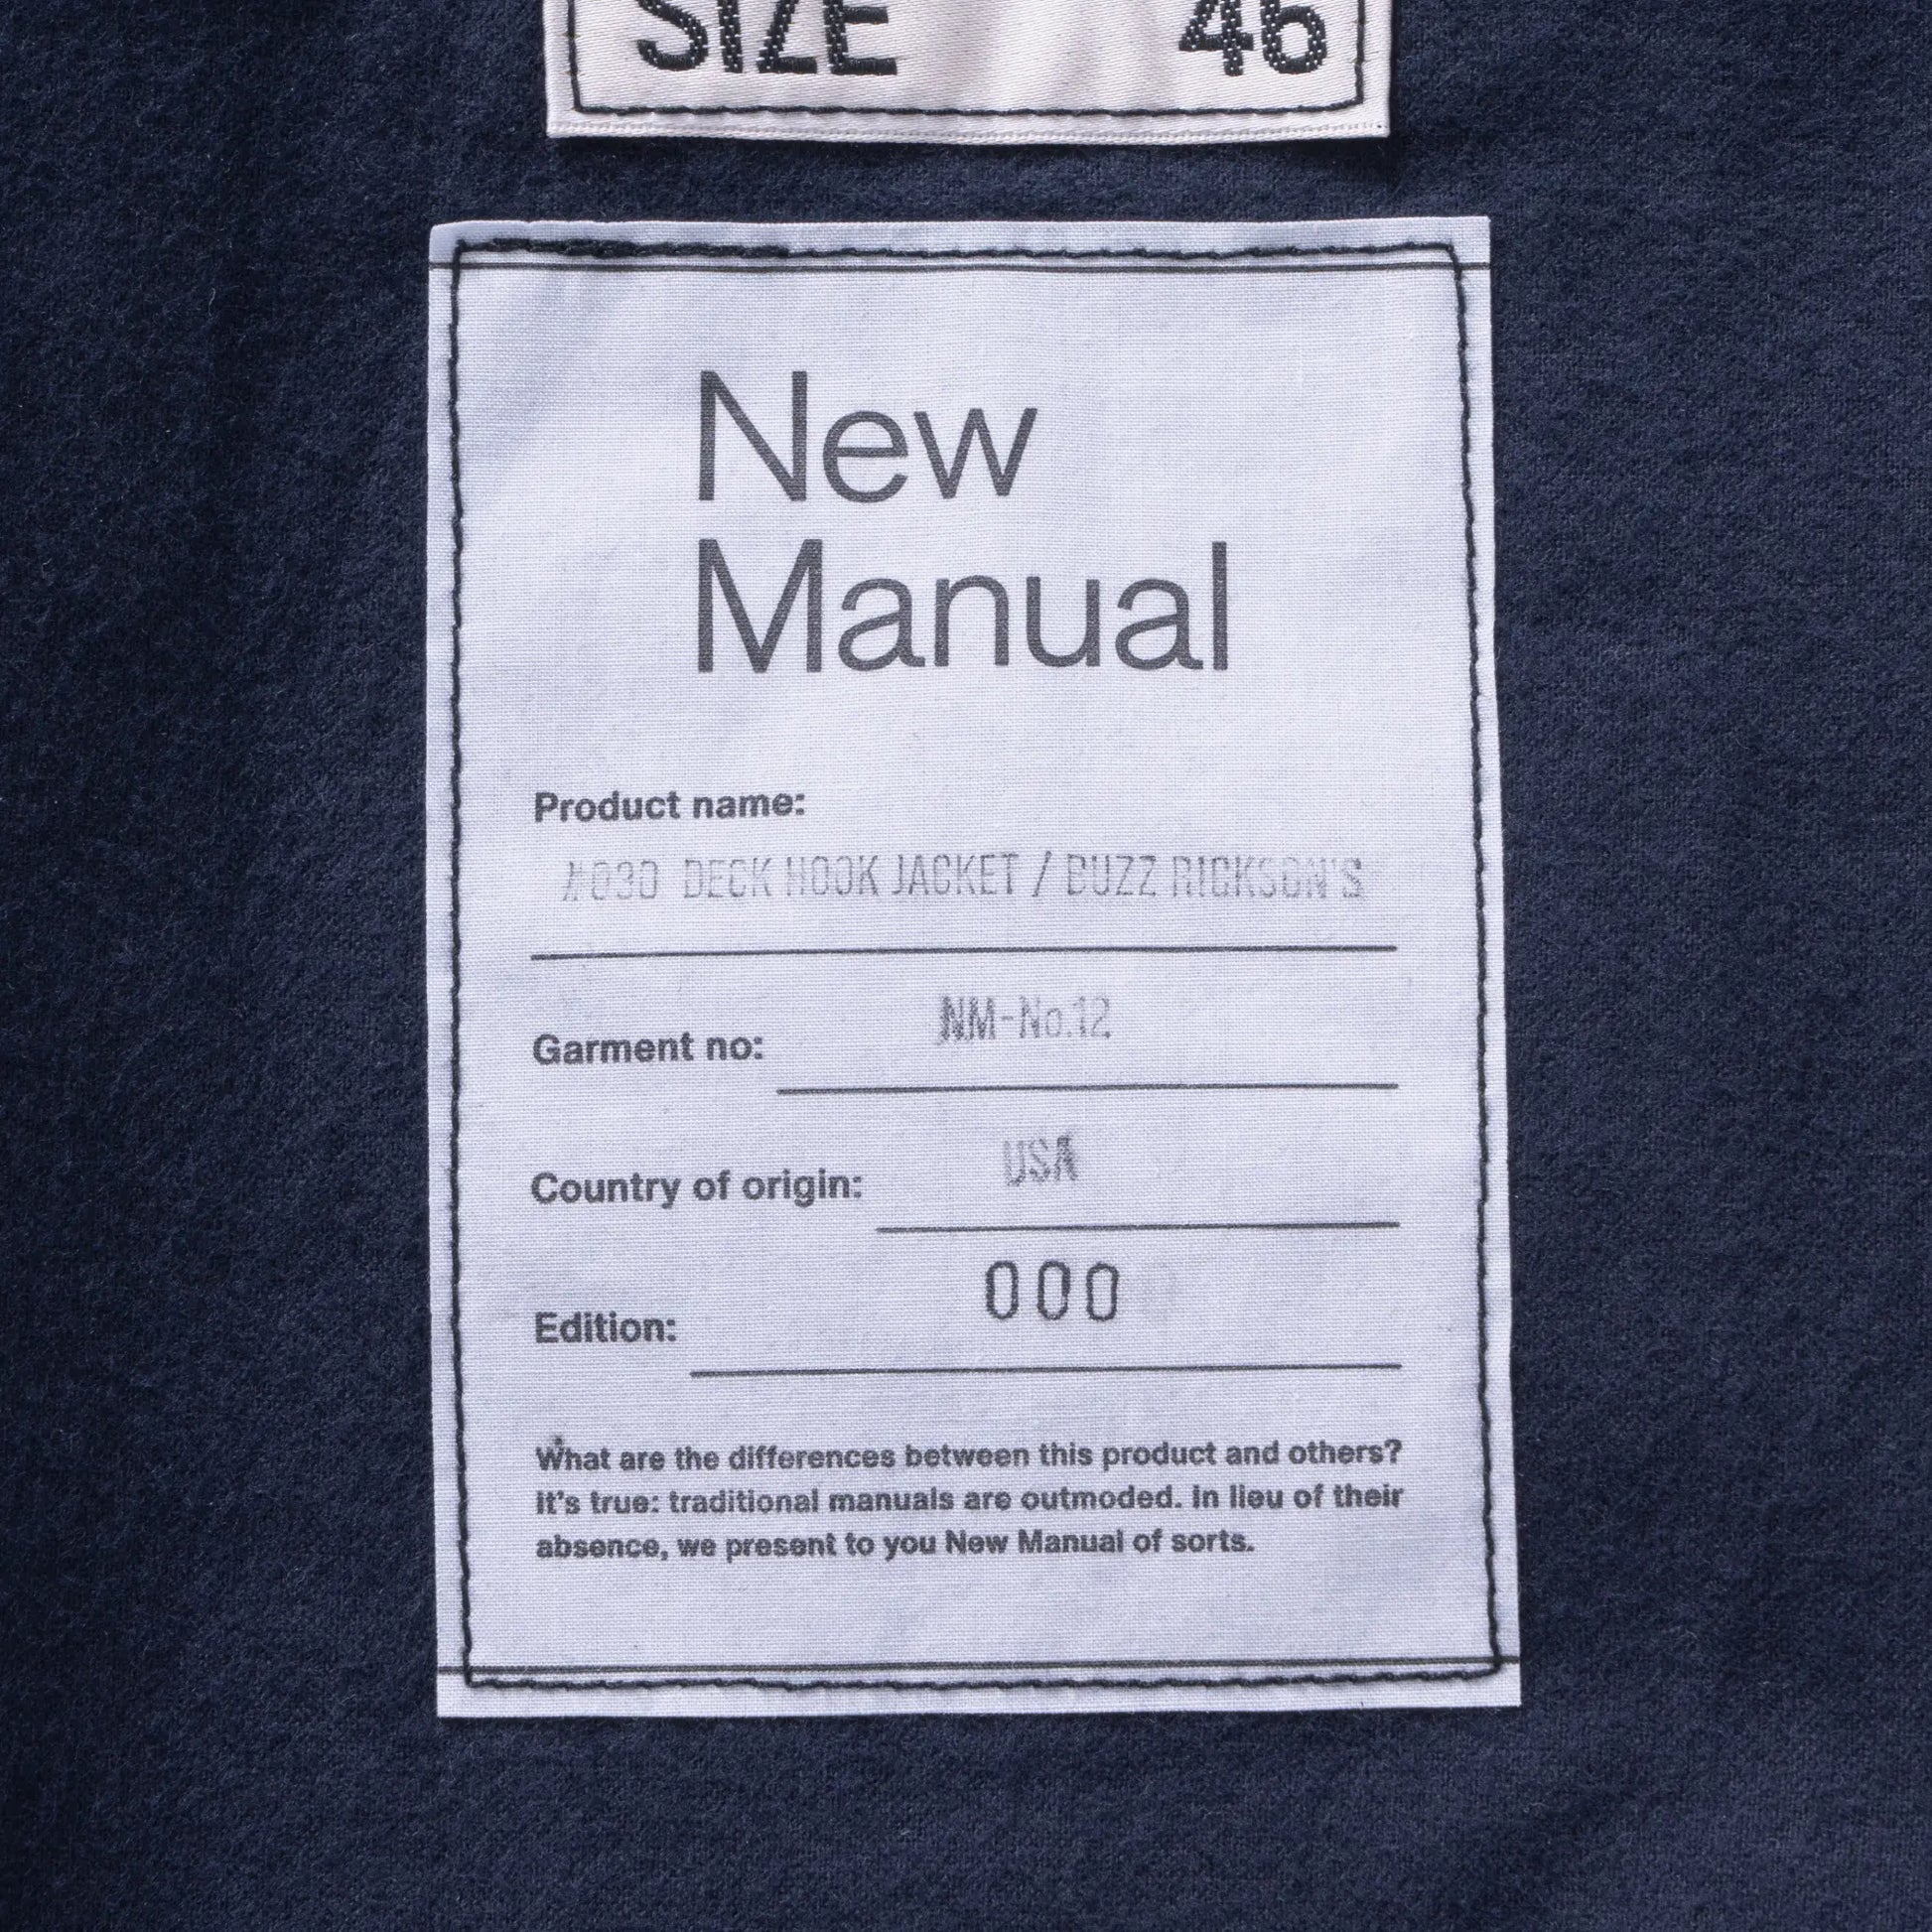 SIZE 46
New
Manual
Product name:
#030 DECK HOOK JACKET / BUZZ RICKSON'S
Garment no: NM-No.12
Country of origin: USA
Edition: 000
What are the differences between this product and others?
It's true: traditional manuals are outmoded. In lieu of their
absence, we present to you New Manual of sorts.